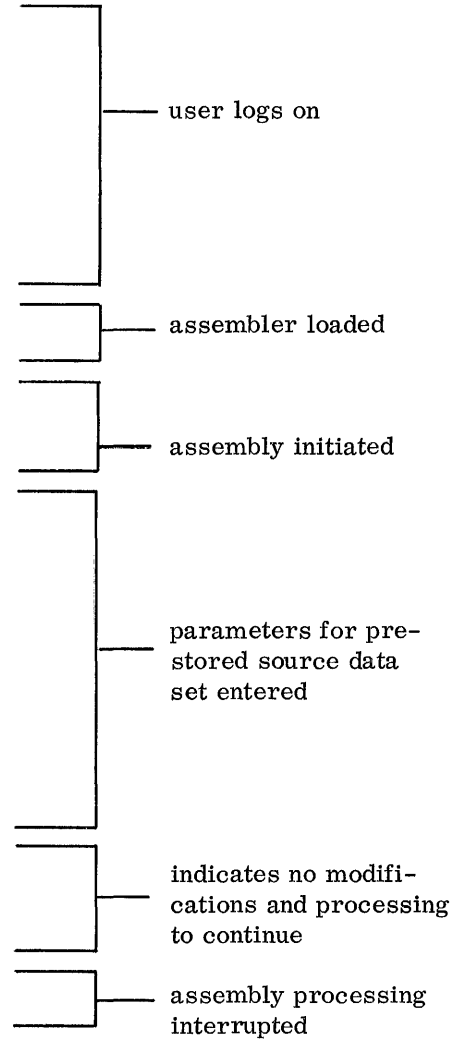 user logs on
assembler loaded
assembly initiated
parameters for pre-
stored source data
set entered
indicates no modifi-
cations and processing
to continue
assembly processing
interrupted